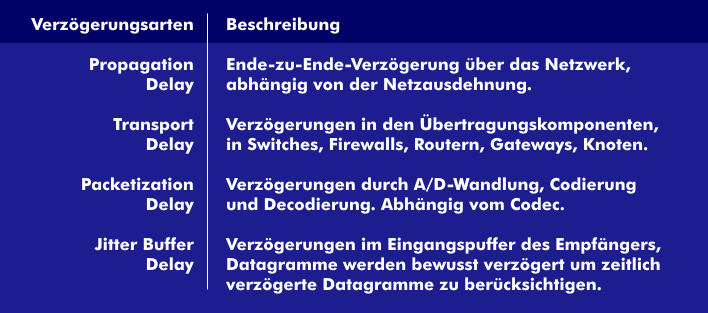 Verzögerungsarten Beschreibung
Propagation Ende-zu-Ende-Verzögerung über das Netzwerk,
Delay abhängig von der Netzausdehnung.
Transport Verzögerungen in den Übertragungskomponenten,
Delay in Switches, Firewalls, Routern, Gateways, Knoten.
Packetization Verzögerungen durch A/D-Wandlung, Codierung
Delay und Decodierung. Abhängig vom Codec.
Jitter Buffer Verzögerungen im Eingangspuffer des Empfängers,
Delay Datagramme werden bewusst verzögert um zeitlich
verzögerte Datagramme zu berücksichtigen.